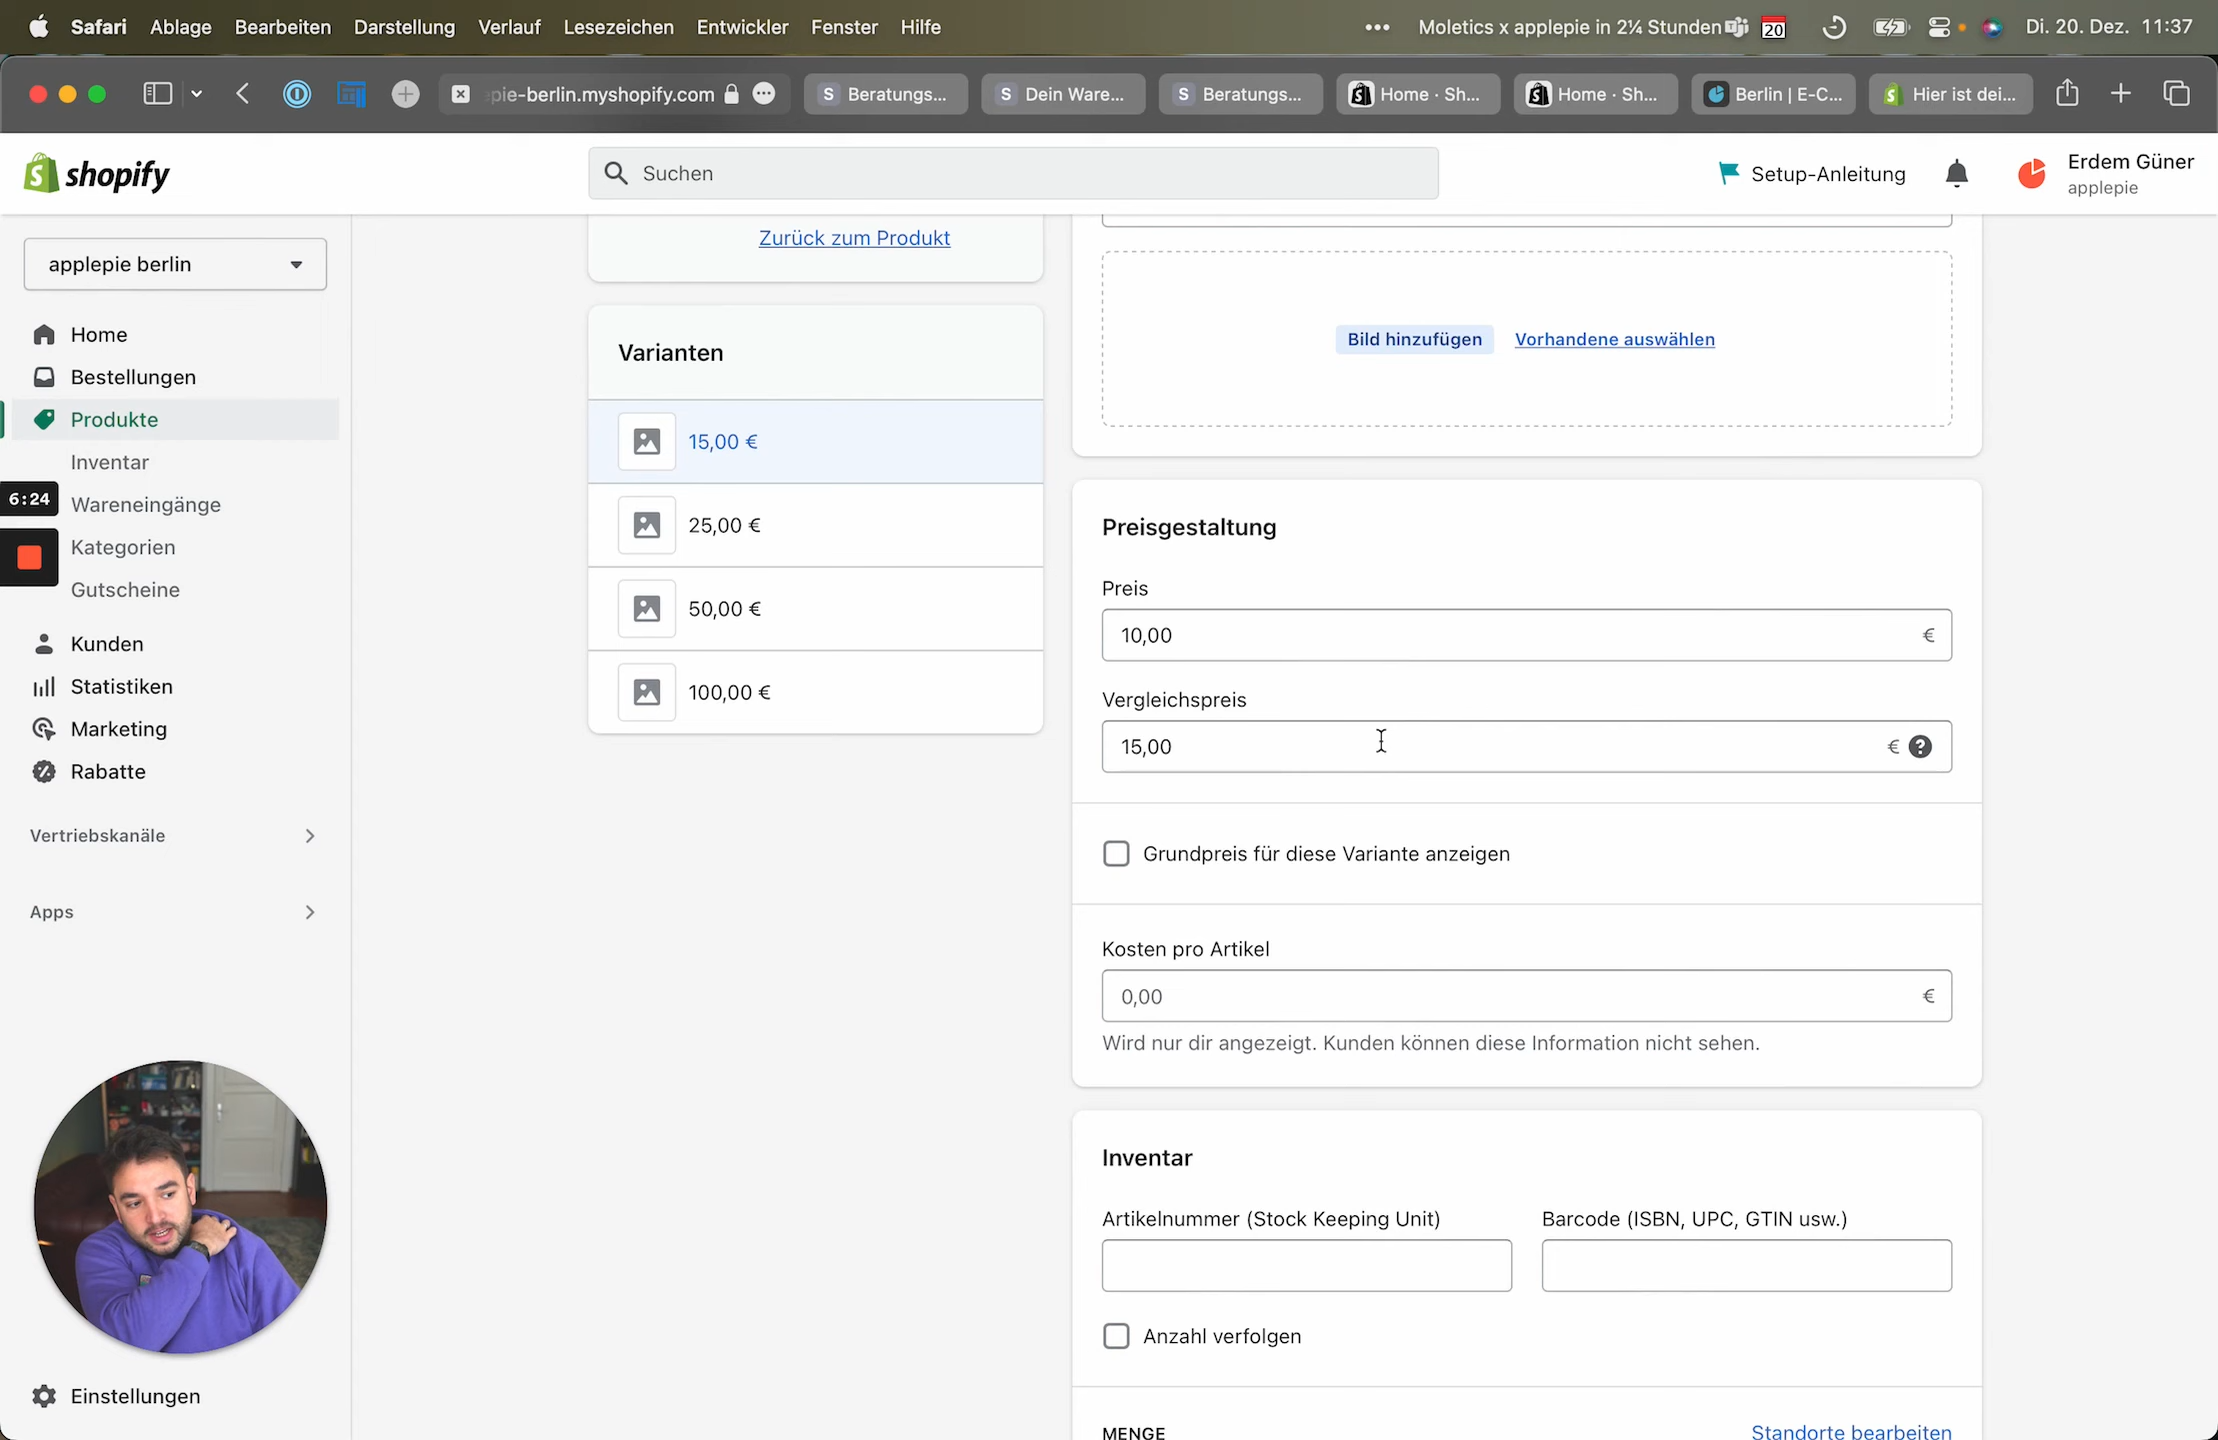 Safari Ablage Bearbeiten Darstellung Verlauf Lesezeichen Entwickler Fenster Hilfe ••• Moletics x applepie in 2¼ Stunden 20 Di. 20. Dez. 11:37
pie-berlin.myshopify.com S Beratungs... S Dein Ware... S Beratungs... Home · Sh... Home · Sh... Berlin | E-C... Hier ist dei...
shopify
Suchen
Setup-Anleitung
Erdem Güner
applepie
applepie berlin
Home
Bestellungen
Produkte
Inventar
6:24
Wareneingänge
Kategorien
Gutscheine
Kunden
Statistiken
Marketing
Rabatte
Vertriebskanäle
Apps
Einstellungen
Zurück zum Produkt
Varianten
15,00 €
25,00 €
50,00 €
100,00 €
Bild hinzufügen Vorhandene auswählen
Preisgestaltung
Preis
10,00 €
Vergleichspreis
15,00 € ?
Grundpreis für diese Variante anzeigen
Kosten pro Artikel
0,00 €
Wird nur dir angezeigt. Kunden können diese Information nicht sehen.
Inventar
Artikelnummer (Stock Keeping Unit) Barcode (ISBN, UPC, GTIN usw.)
Anzahl verfolgen
MENGE Standorte bearbeiten